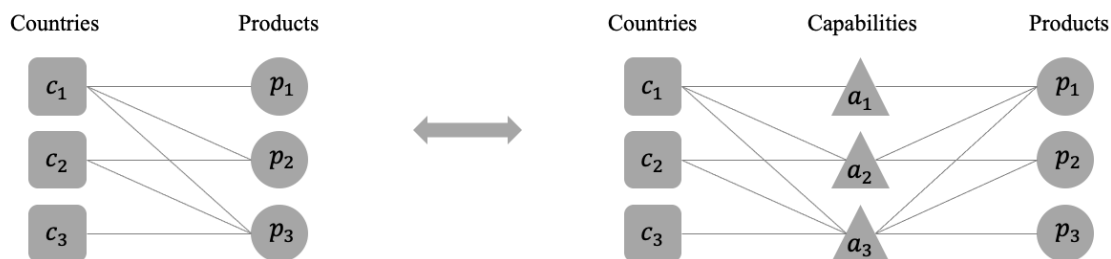 Countries Products Countries Capabilities Products
c₁ p₁ c₁ a₁ p₁
c₂ p₂ c₂ a₂ p₂
c₃ p₃ c₃ a₃ p₃